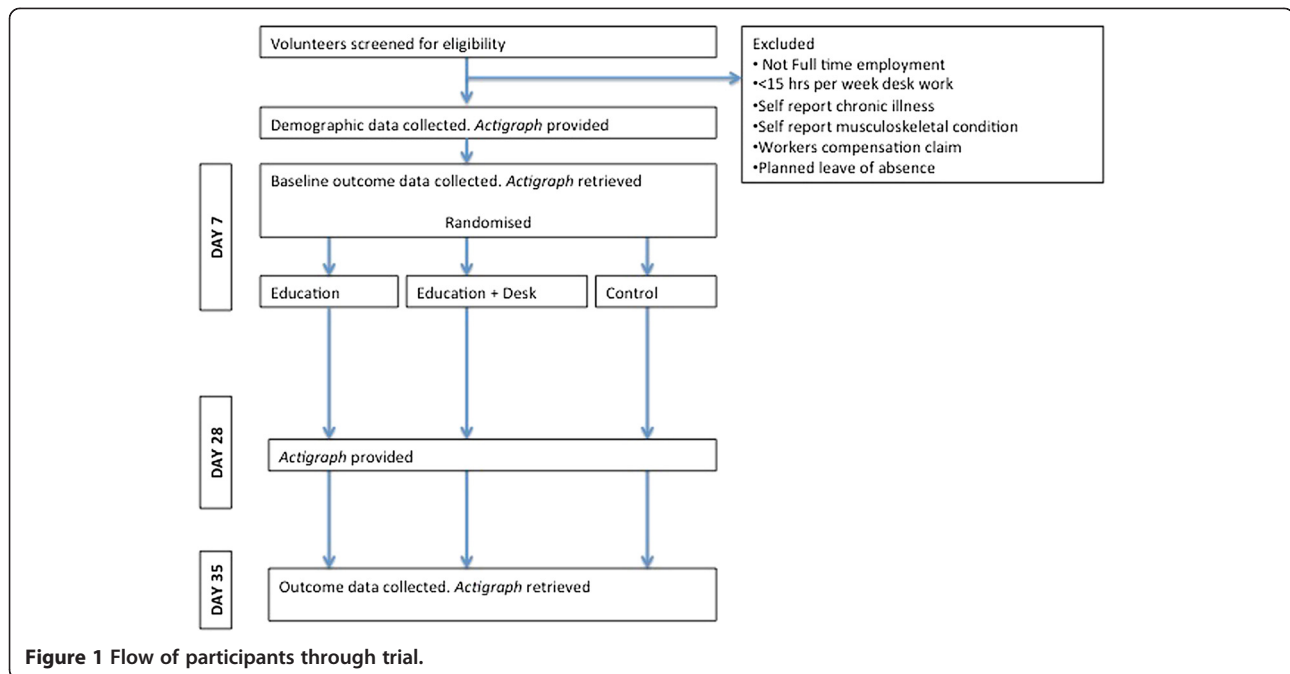 Volunteers screened for eligibility
Excluded
• Not Full time employment
•<15 hrs per week desk work
•Self report chronic illness
•Self report musculoskeletal condition
•Workers compensation claim
•Planned leave of absence
Demographic data collected. Actigraph provided
DAY 7
Baseline outcome data collected. Actigraph retrieved
Randomised
Education
Education + Desk
Control
DAY 28
Actigraph provided
DAY 35
Outcome data collected. Actigraph retrieved
Figure 1 Flow of participants through trial.